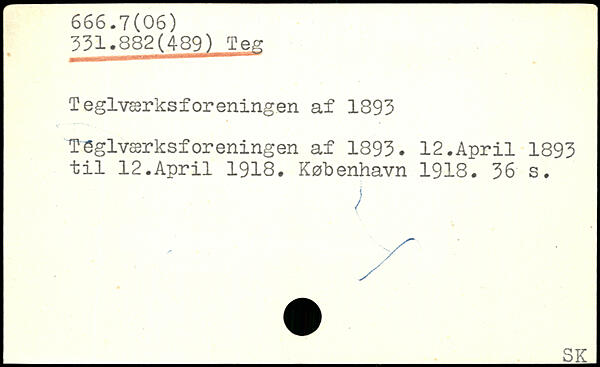 666.7(06)
331.882(489) Teg
Teglværksforeningen af 1893
Teglværksforeningen af 1893. 12.April 1893
til 12.April 1918. København 1918. 36 s.
SK